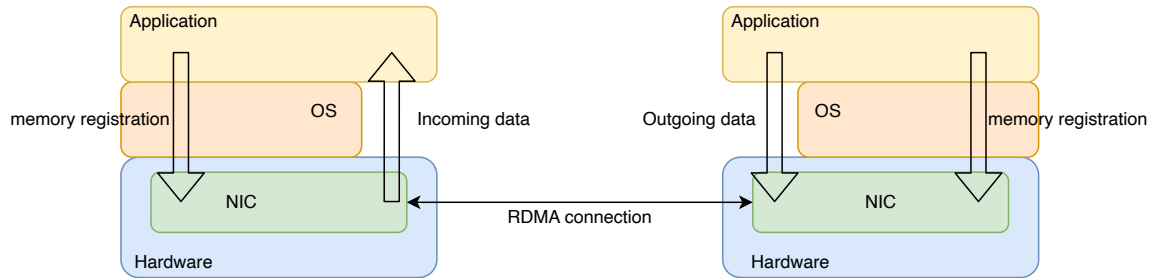 Application
Application
memory registration
OS
Incoming data
Outgoing data
OS
memory registration
NIC
NIC
RDMA connection
Hardware
Hardware